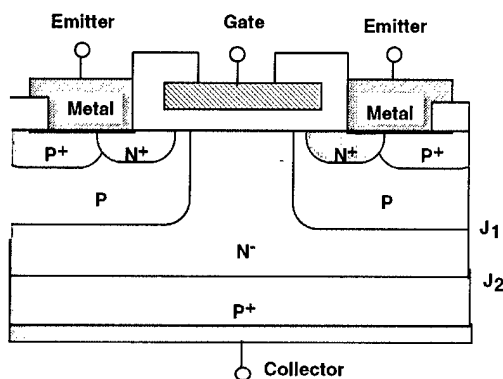 Emitter Gate Emitter
Metal Metal
P+ N+ N+ P+
P P
J1
N-
J2
P+
Collector